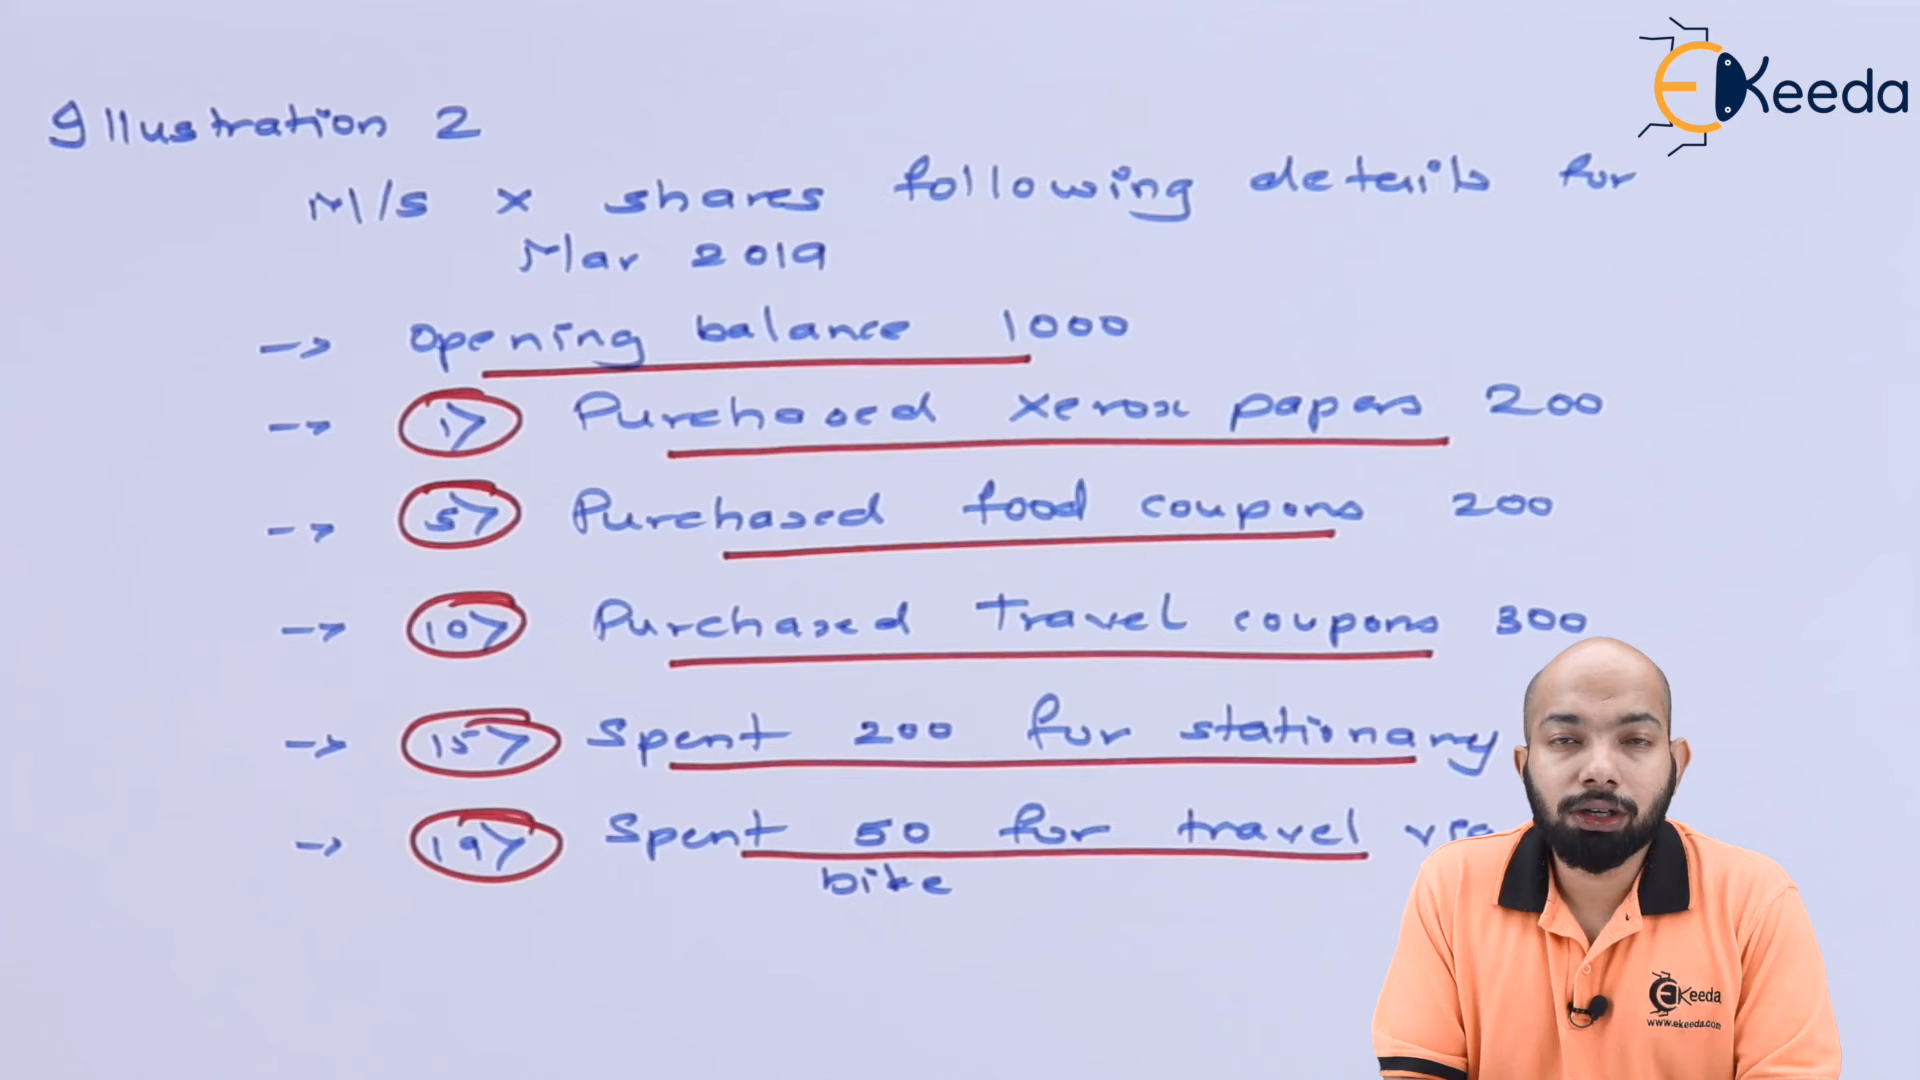 EKeeda
Illustration 2
M/s x shares following details for
Mar 2019
--> Opening balance 1000
--> 1> Purchased xerox papers 200
--> 5> Purchased food coupons 200
--> 10> Purchased Travel coupons 300
--> 15> Spent 200 for stationary
--> 19> Spent 50 for travel
bike
EKeeda
www.ekeeda.com